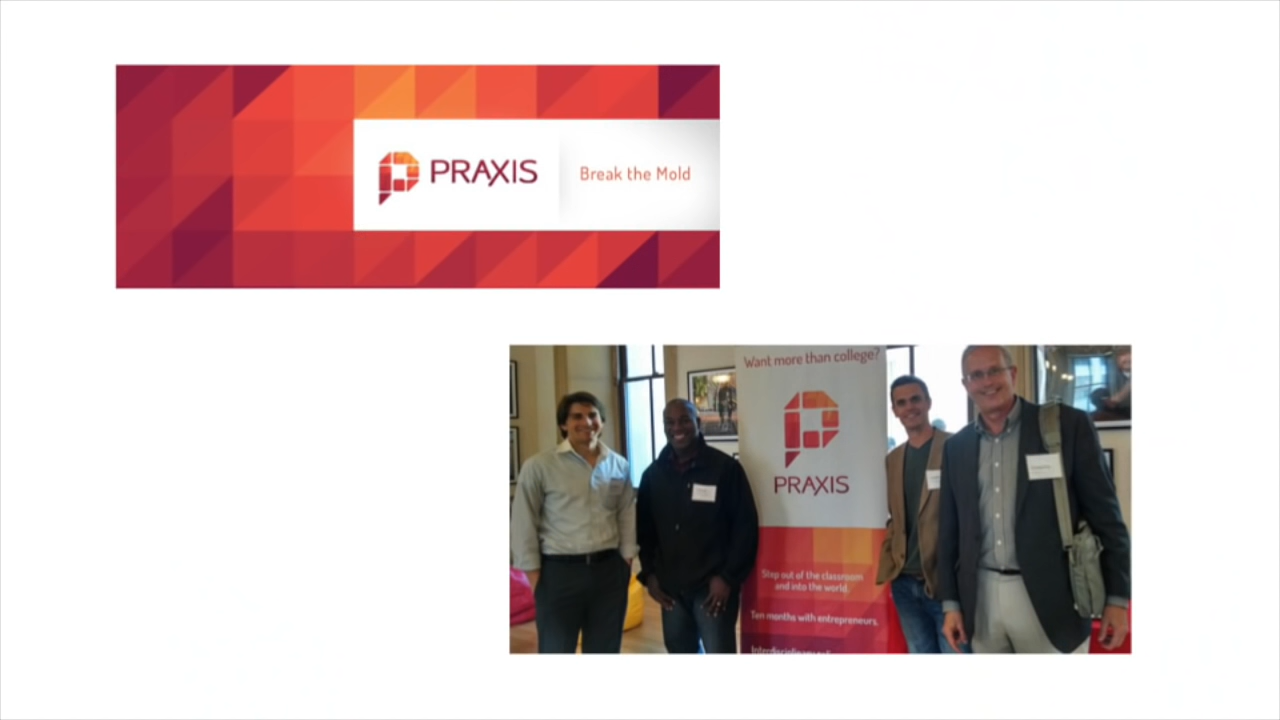 PRAXIS
Break the Mold
Want more than college?
PRAXIS
Step out of the classroom
and into the world.
Ten months with entrepreneurs.